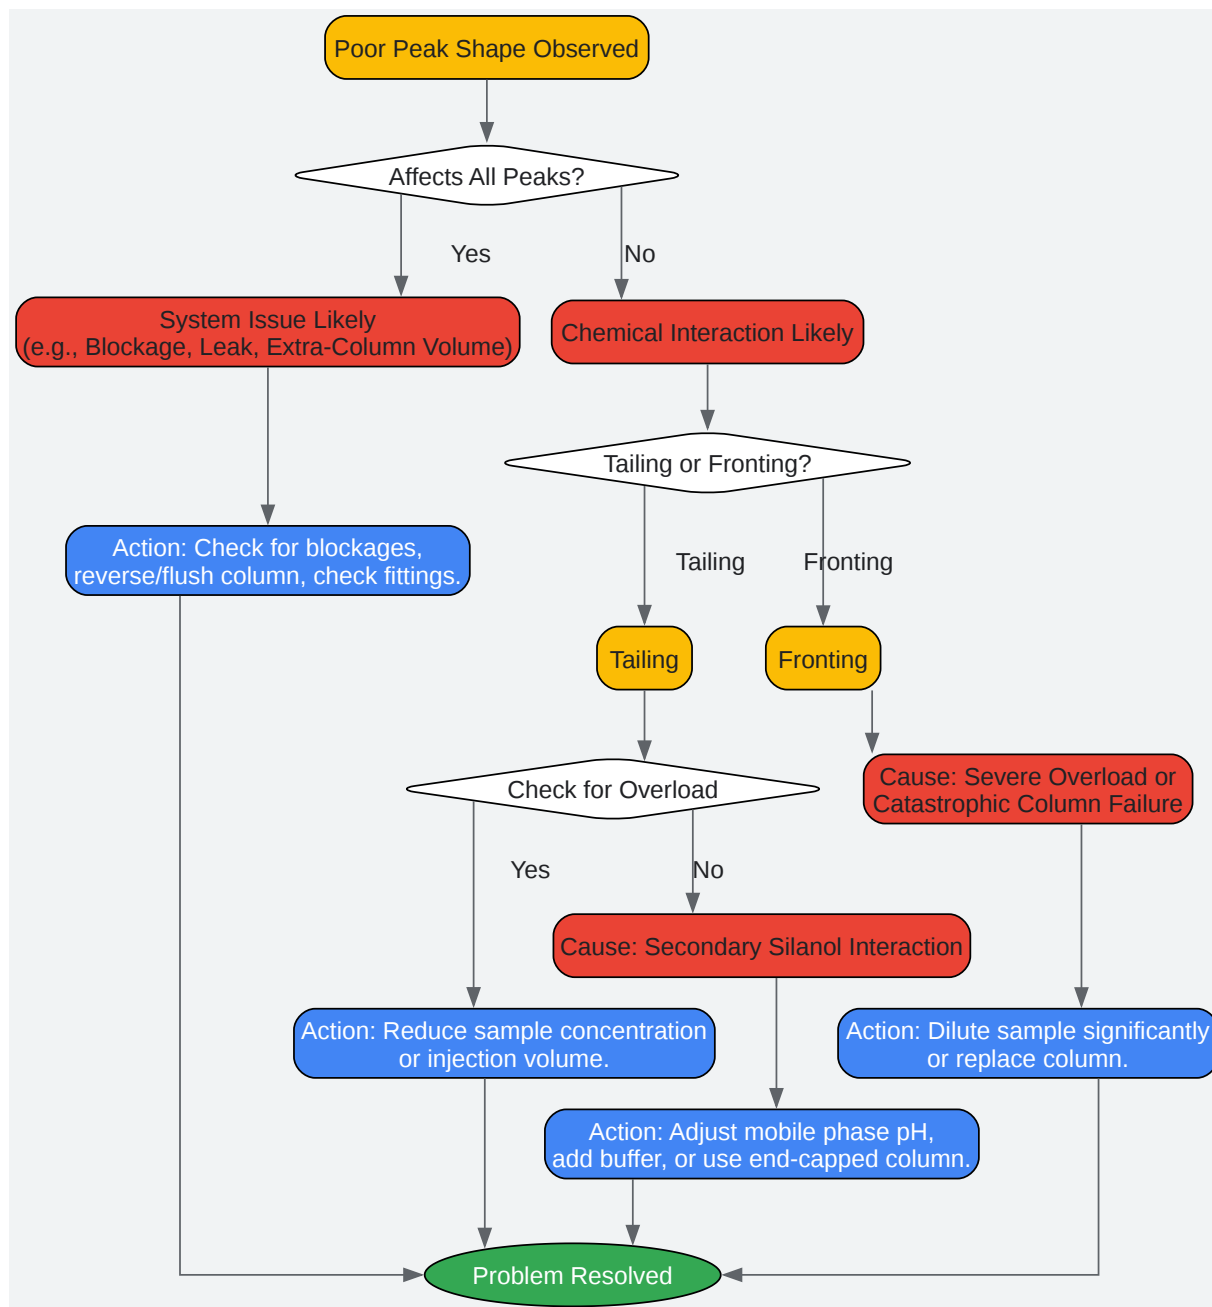 Poor Peak Shape Observed
Affects All Peaks?
Yes
No
System Issue Likely
(e.g., Blockage, Leak, Extra-Column Volume)
Chemical Interaction Likely
Tailing or Fronting?
Action: Check for blockages,
reverse/flush column, check fittings.
Tailing
Fronting
Tailing
Fronting
Check for Overload
Cause: Severe Overload or
Catastrophic Column Failure
Yes
No
Cause: Secondary Silanol Interaction
Action: Reduce sample concentration
or injection volume.
Action: Dilute sample significantly
or replace column.
Action: Adjust mobile phase pH,
add buffer, or use end-capped column.
Problem Resolved